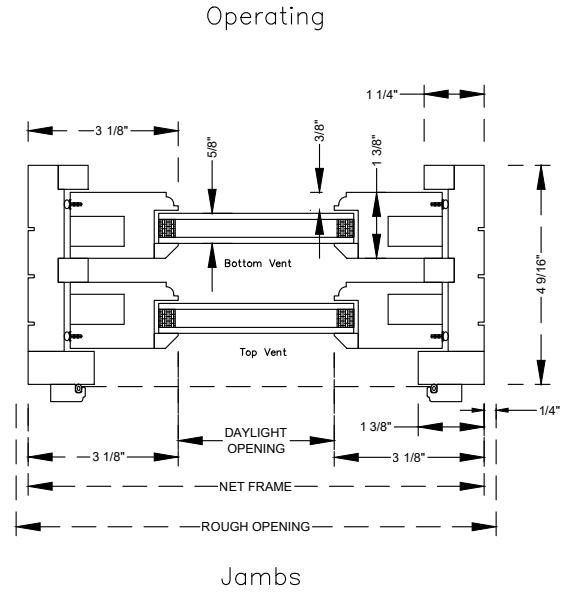 Operating
1 1/4"
3 1/8"
5/8"
3/8"
1 3/8"
4 9/16"
Bottom Vent
Top Vent
1/4"
1 3/8"
DAYLIGHT
OPENING
3 1/8"
3 1/8"
NET FRAME
ROUGH OPENING
Jambs